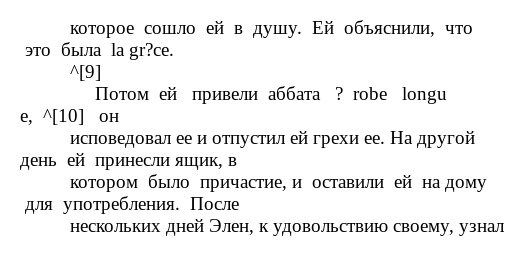 которое сошло ей в душу. Ей объяснили, что
это была la gr?ce.
^[9]
Потом ей привели аббата ? robe longu
e, ^[10] он
исповедовал ее и отпустил ей грехи ее. На другой
день ей принесли ящик, в
котором было причастие, и оставили ей на дому
для употребления. После
нескольких дней Элен, к удовольствию своему, узнал